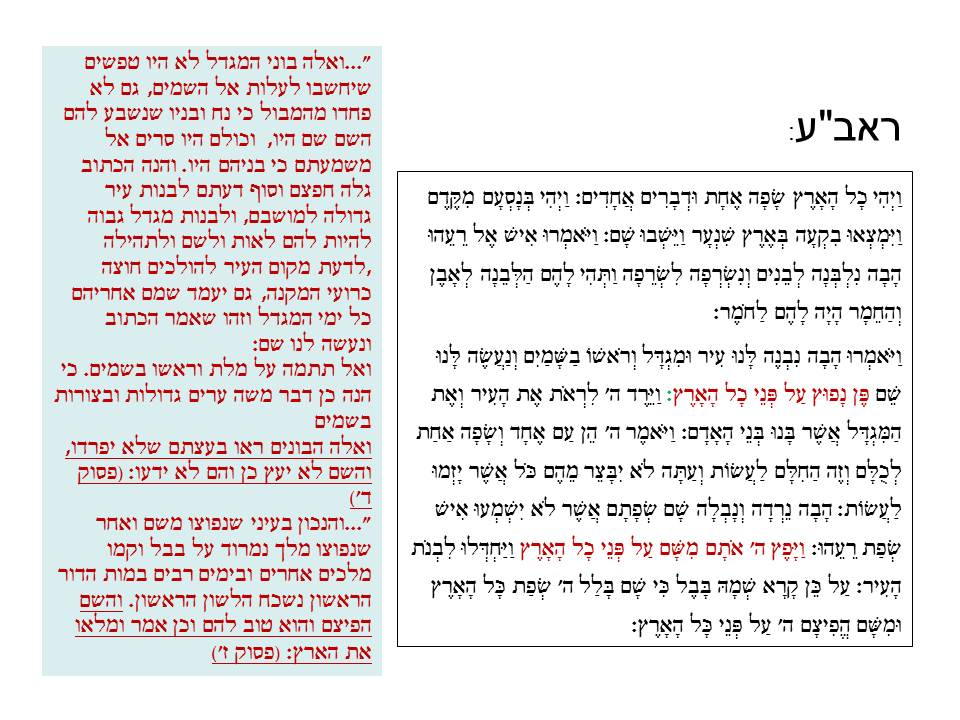 ראב"ע:
וַיְהִי כָל הָאָרֶץ שָׂפָה אֶחָת וּדְבָרִים אֲחָדִים: וַיְהִי בְּנָסְעָם מִקֶּדֶם
וַיִּמְצְאוּ בִקְעָה בְּאֶרֶץ שִׁנְעָר וַיֵּשְׁבוּ שָׁם: וַיֹּאמְרוּ אִישׁ אֶל רֵעֵהוּ
הָבָה נִלְבְּנָה לְבֵנִים וְנִשְׂרְפָה לִשְׂרֵפָה וַתְּהִי לָהֶם הַלְּבֵנָה לְאָבֶן
וְהַחֵמָר הָיָה לָהֶם לַחֹמֶר:
וַיֹּאמְרוּ הָבָה נִבְנֶה לָּנוּ עִיר וּמִגְדָּל וְרֹאשׁוֹ בַשָּׁמַיִם וְנַעֲשֶׂה לָּנוּ
שֵׁם פֶּן נָפוּץ עַל פְּנֵי כָל הָאָרֶץ: וַיֵּרֶד ה' לִרְאֹת אֶת הָעִיר וְאֶת
הַמִּגְדָּל אֲשֶׁר בָּנוּ בְּנֵי הָאָדָם: וַיֹּאמֶר ה' הֵן עַם אֶחָד וְשָׂפָה אַחַת
לְכֻלָּם וְזֶה הַחִלָּם לַעֲשׂוֹת וְעַתָּה לֹא יִבָּצֵר מֵהֶם כֹּל אֲשֶׁר יָזְמוּ
לַעֲשׂוֹת: הָבָה נֵרְדָה וְנָבְלָה שָׁם שְׂפָתָם אֲשֶׁר לֹא יִשְׁמְעוּ אִישׁ
שְׂפַת רֵעֵהוּ: וַיָּפֶץ ה' אֹתָם מִשָּׁם עַל פְּנֵי כָל הָאָרֶץ וַיַּחְדְּלוּ לִבְנֹת
הָעִיר: עַל כֵּן קָרָא שְׁמָהּ בָּבֶל כִּי שָׁם בָּלַל ה' שְׂפַת כָּל הָאָרֶץ
וּמִשָּׁם הֱפִיצָם ה' עַל פְּנֵי כָּל הָאָרֶץ:
"...ואלה בוני המגדל לא היו טפשים
שיחשבו לעלות אל השמים, גם לא
פחדו מהמבול כי נח ובניו שנשבע להם
השם שם היו, וכולם היו סרים אל
משמעתם כי בניהם היו. והנה הכתוב
גלה חפצם וסוף דעתם לבנות עיר
גדולה למושבם, ולבנות מגדל גבוה
להיות להם לאות ולשם ולתהילה
,לדעת מקום העיר להולכים חוצה
כרועי המקנה, גם יעמד שמם אחריהם
כל ימי המגדל וזהו שאמר הכתוב
ונעשה לנו שם:
ואל תתמה על מלת וראשו בשמים. כי
הנה כן דבר משה ערים גדולות ובצורות
בשמים
ואלה הבונים ראו בעצתם שלא יפרדו,
והשם לא יעץ כן והם לא ידעו: (פסוק
ד')
"...והנכון בעיני שנפוצו משם ואחר
שנפוצו מלך נמרוד על בבל וקמו
מלכים אחרים ובימים רבים במות הדור
הראשון נשכח הלשון הראשון. והשם
הפיצם והוא טוב להם וכן אמר ומלאו
את הארץ: (פסוק ז')